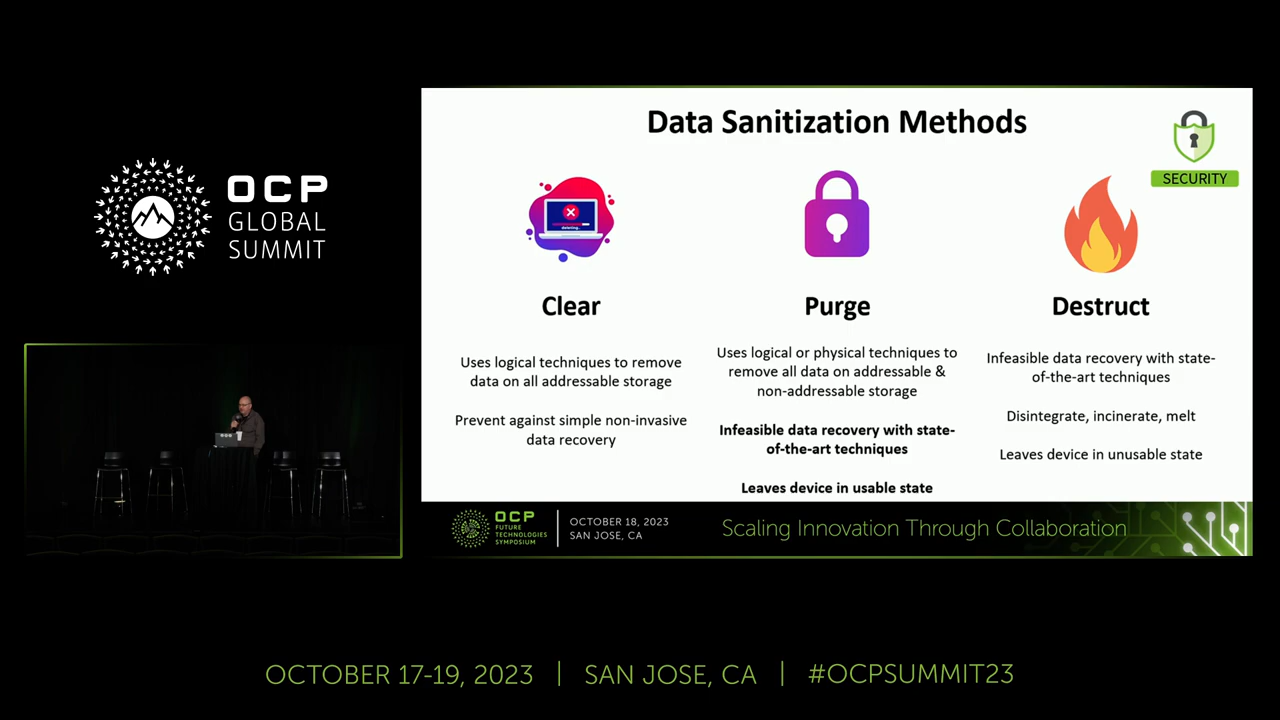 OCP
GLOBAL
SUMMIT
Data Sanitization Methods
SECURITY
deleting...
Clear
Uses logical techniques to remove
data on all addressable storage
Prevent against simple non-invasive
data recovery
Purge
Uses logical or physical techniques to
remove all data on addressable &
non-addressable storage
Infeasible data recovery with state-
of-the-art techniques
Leaves device in usable state
Destruct
Infeasible data recovery with state-
of-the-art techniques
Disintegrate, incinerate, melt
Leaves device in unusable state
OCP
FUTURE
TECHNOLOGIES
SYMPOSIUM
OCTOBER 18, 2023
SAN JOSE, CA
Scaling Innovation Through Collaboration
OCTOBER 17-19, 2023 | SAN JOSE, CA | #OCPSUMMIT23